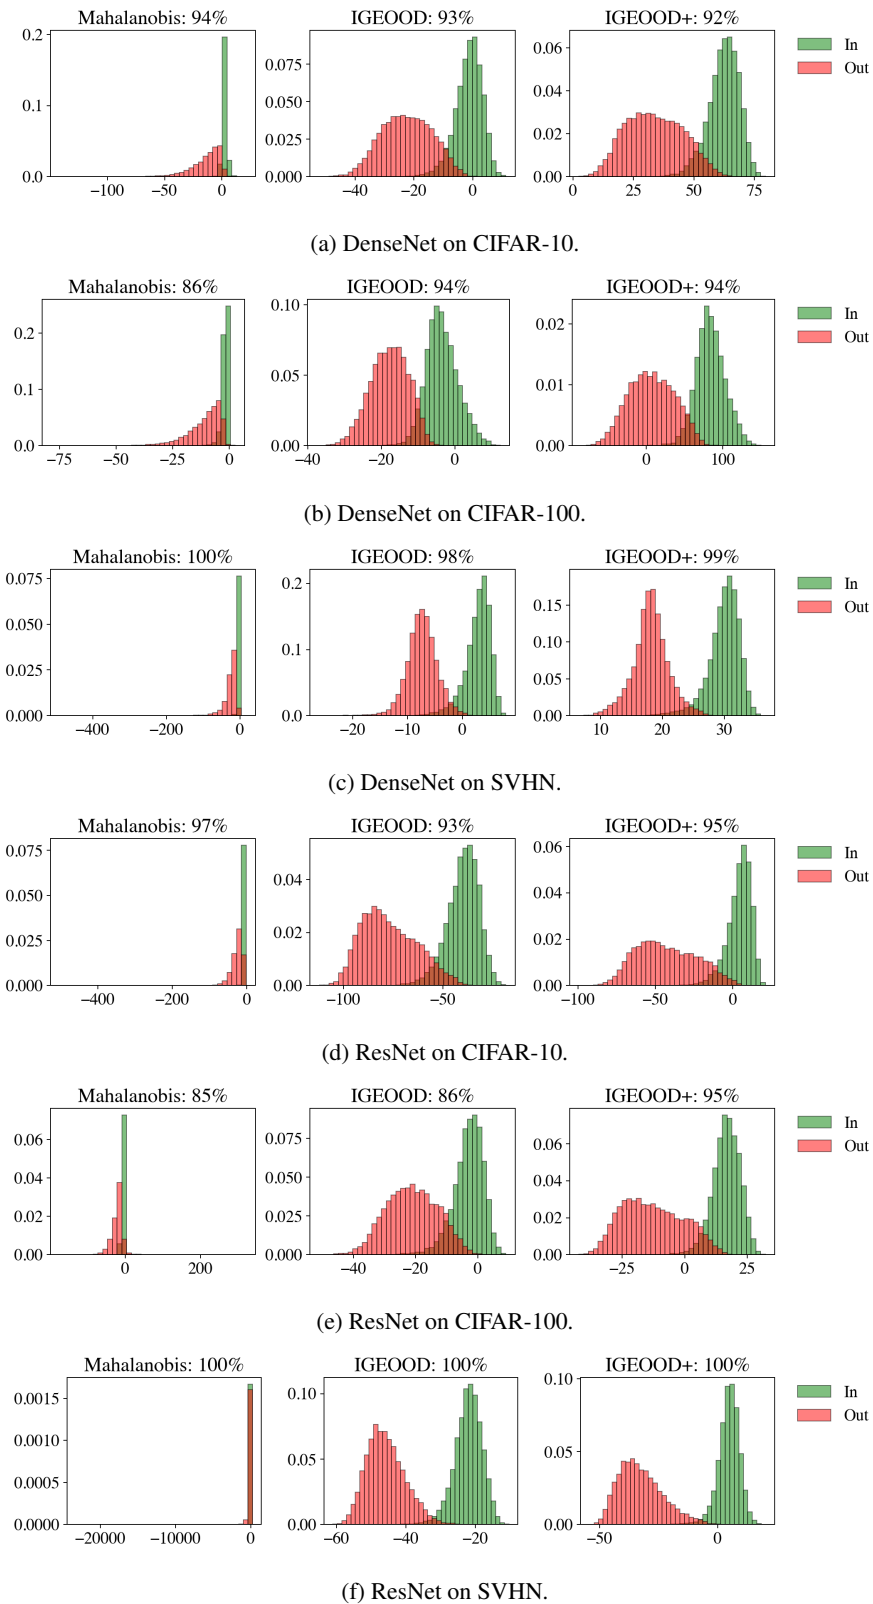 Mahalanobis: 94% IGEOOD: 93% IGEOOD+: 92%
0.2 0.1 0.0
−100 −50 0
0.075 0.050 0.025 0.000
−40 −20 0
0.06 0.04 0.02 0.00
0 25 50 75
In
Out
(a) DenseNet on CIFAR-10.
Mahalanobis: 86% IGEOOD: 94% IGEOOD+: 94%
0.2 0.1 0.0
−75 −50 −25 0
0.10 0.05 0.00
−40 −20 0
0.02 0.01 0.00
0 100
In
Out
(b) DenseNet on CIFAR-100.
Mahalanobis: 100% IGEOOD: 98% IGEOOD+: 99%
0.075 0.050 0.025 0.000
−400 −200 0
0.2 0.1 0.0
−20 −10 0
0.15 0.10 0.05 0.00
10 20 30
In
Out
(c) DenseNet on SVHN.
Mahalanobis: 97% IGEOOD: 93% IGEOOD+: 95%
0.075 0.050 0.025 0.000
−400 −200 0
0.04 0.02 0.00
−100 −50
0.06 0.04 0.02 0.00
−100 −50 0
In
Out
(d) ResNet on CIFAR-10.
Mahalanobis: 85% IGEOOD: 86% IGEOOD+: 95%
0.06 0.04 0.02 0.00
0 200
0.075 0.050 0.025 0.000
−40 −20 0
0.06 0.04 0.02 0.00
−25 0 25
In
Out
(e) ResNet on CIFAR-100.
Mahalanobis: 100% IGEOOD: 100% IGEOOD+: 100%
0.0015 0.0010 0.0005 0.0000
−20000 −10000 0
0.10 0.05 0.00
−60 −40 −20
0.10 0.05 0.00
−50 0
In
Out
(f) ResNet on SVHN.